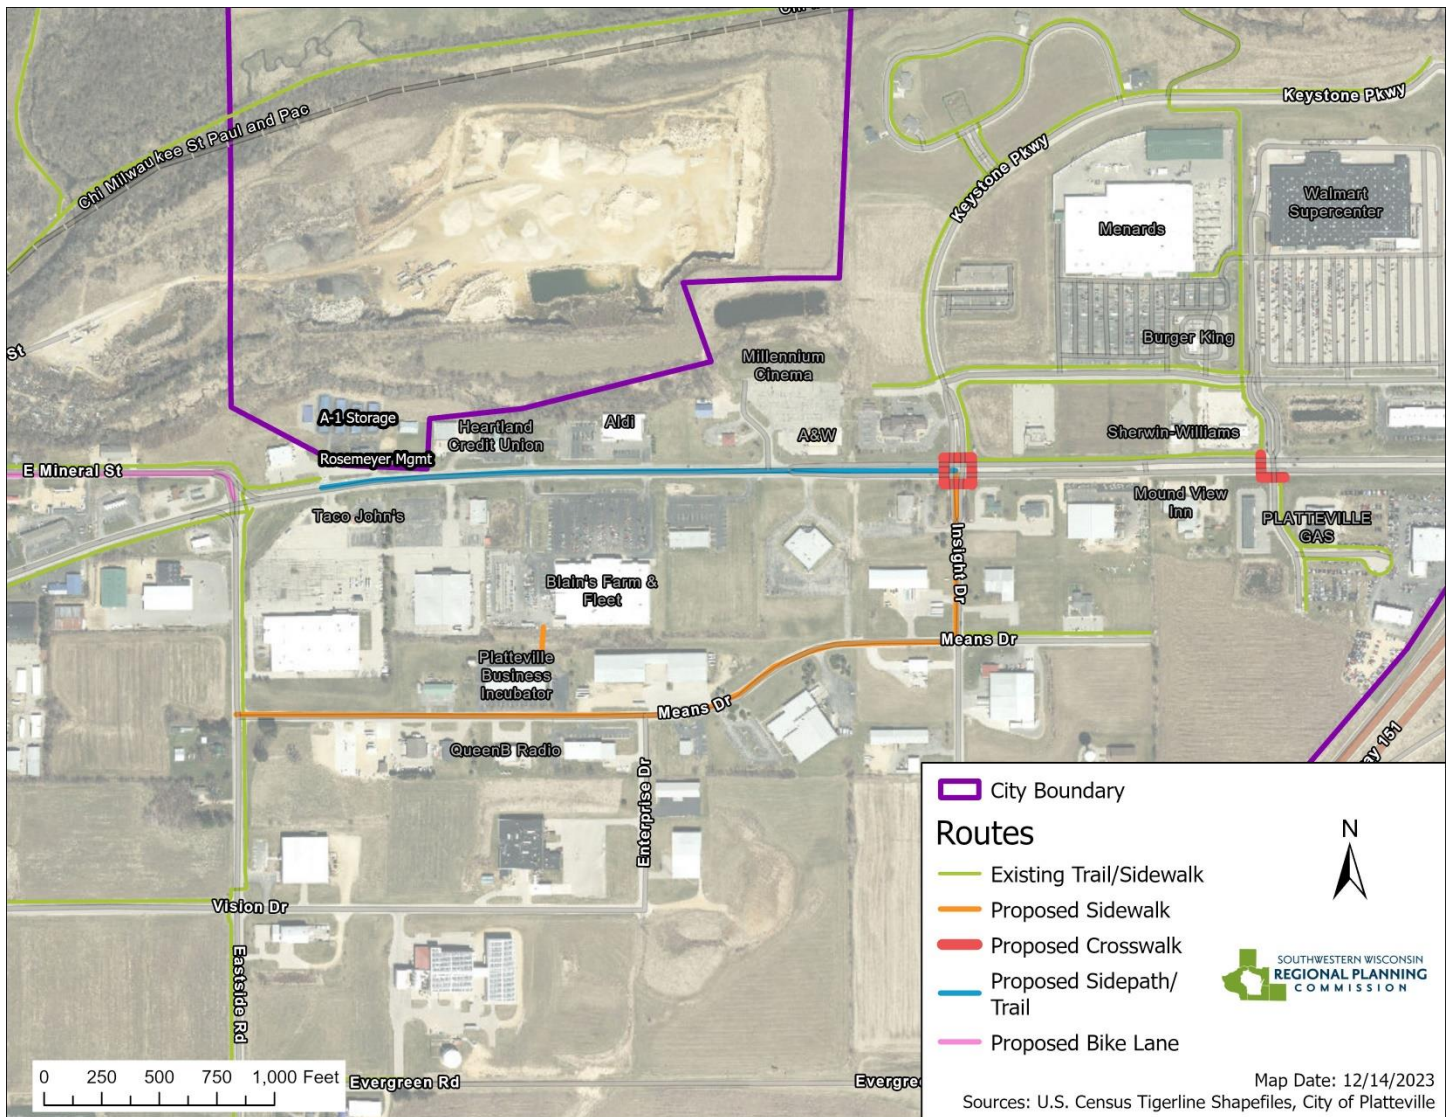 Chi Milwaukee St Paul and Pac
Keystone Pkwy
Keystone Pkwy
Walmart
Supercenter
Menards
Burger King
Millennium
Cinema
St
A-1 Storage
Heartland
Credit Union
Aldi
A&W
Sherwin-Williams
E Mineral St
Rosemeyer Mgmt
Taco John's
Mound View
Inn
PLATTEVILLE
GAS
Insight Dr
Blain's Farm &
Fleet
Means Dr
Platteville
Business
Incubator
Means Dr
QueenB Radio
Enterprise Dr
Vision Dr
Eastside Rd
Evergreen Rd
0 250 500 750 1,000 Feet
City Boundary
Routes
Existing Trail/Sidewalk
Proposed Sidewalk
Proposed Crosswalk
Proposed Sidepath/
Trail
Proposed Bike Lane
N
SOUTHWESTERN WISCONSIN
REGIONAL PLANNING
COMMISSION
Map Date: 12/14/2023
Sources: U.S. Census Tigerline Shapefiles, City of Platteville